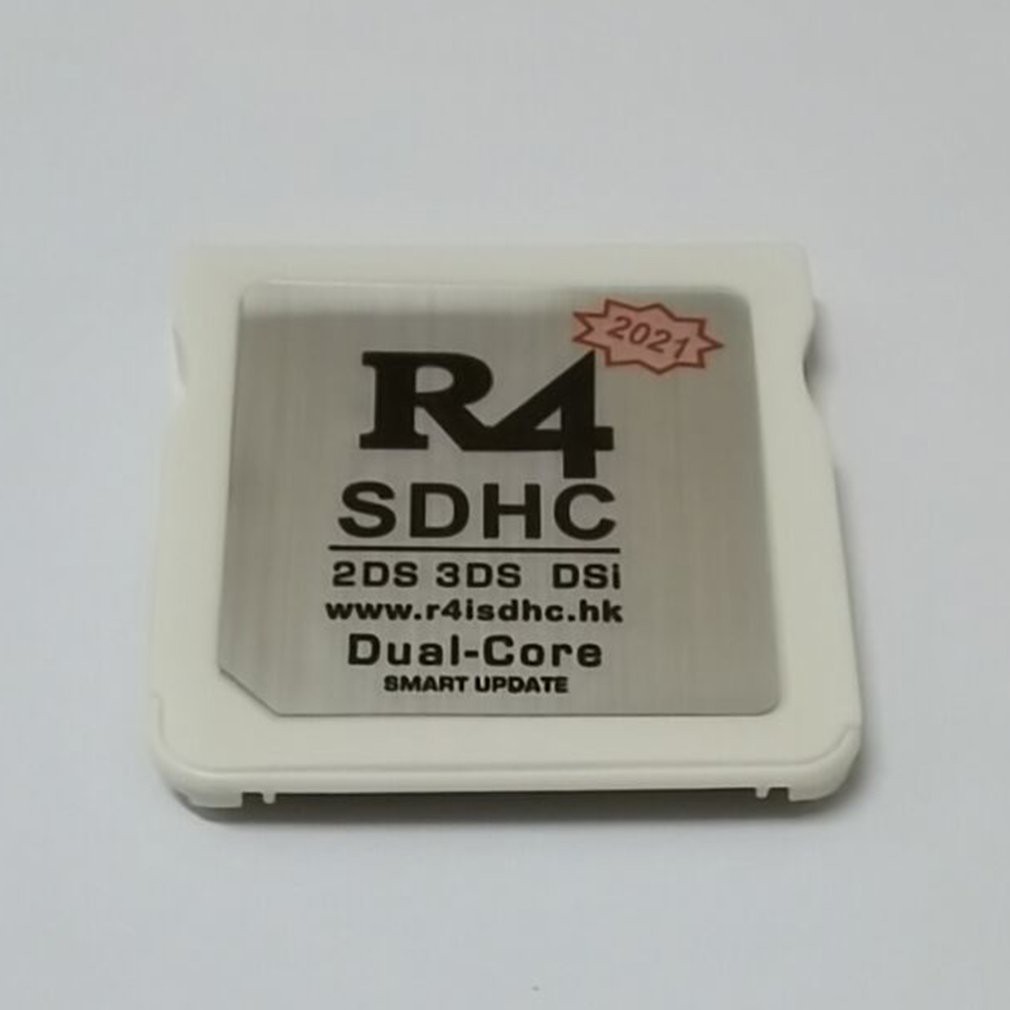 2021
R4
SDHC
2DS 3DS DSi
www.r4isdhc.hk
Dual-Core
SMART UPDATE